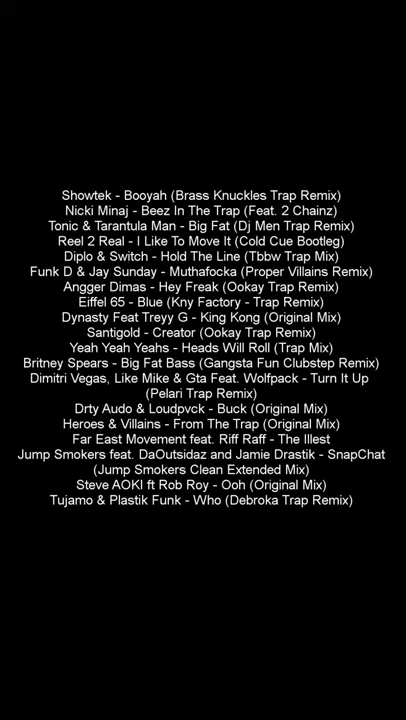 Showtek - Booyah (Brass Knuckles Trap Remix)
Nicki Minaj - Beez In The Trap (Feat. 2 Chainz)
Tonic & Tarantula Man - Big Fat (Dj Men Trap Remix)
Reel 2 Real - I Like To Move It (Cold Cue Bootleg)
Diplo & Switch - Hold The Line (Tbbw Trap Mix)
Funk D & Jay Sunday - Muthafocka (Proper Villains Remix)
Angger Dimas - Hey Freak (Ookay Trap Remix)
Eiffel 65 - Blue (Kny Factory - Trap Remix)
Dynasty Feat Treyy G - King Kong (Original Mix)
Santigold - Creator (Ookay Trap Remix)
Yeah Yeah Yeahs - Heads Will Roll (Trap Mix)
Britney Spears - Big Fat Bass (Gangsta Fun Clubstep Remix)
Dimitri Vegas, Like Mike & Gta Feat. Wolfpack - Turn It Up
(Pelari Trap Remix)
Drty Audo & Loudpvck - Buck (Original Mix)
Heroes & Villains - From The Trap (Original Mix)
Far East Movement feat. Riff Raff - The Illest
Jump Smokers feat. DaOutsidaz and Jamie Drastik - SnapChat
(Jump Smokers Clean Extended Mix)
Steve AOKI ft Rob Roy - Ooh (Original Mix)
Tujamo & Plastik Funk - Who (Debroka Trap Remix)